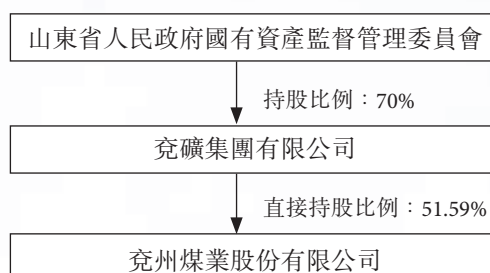 山東省人民政府國有資產監督管理委員會
持股比例：70%
兗礦集團有限公司
直接持股比例：51.59%
兗州煤業股份有限公司